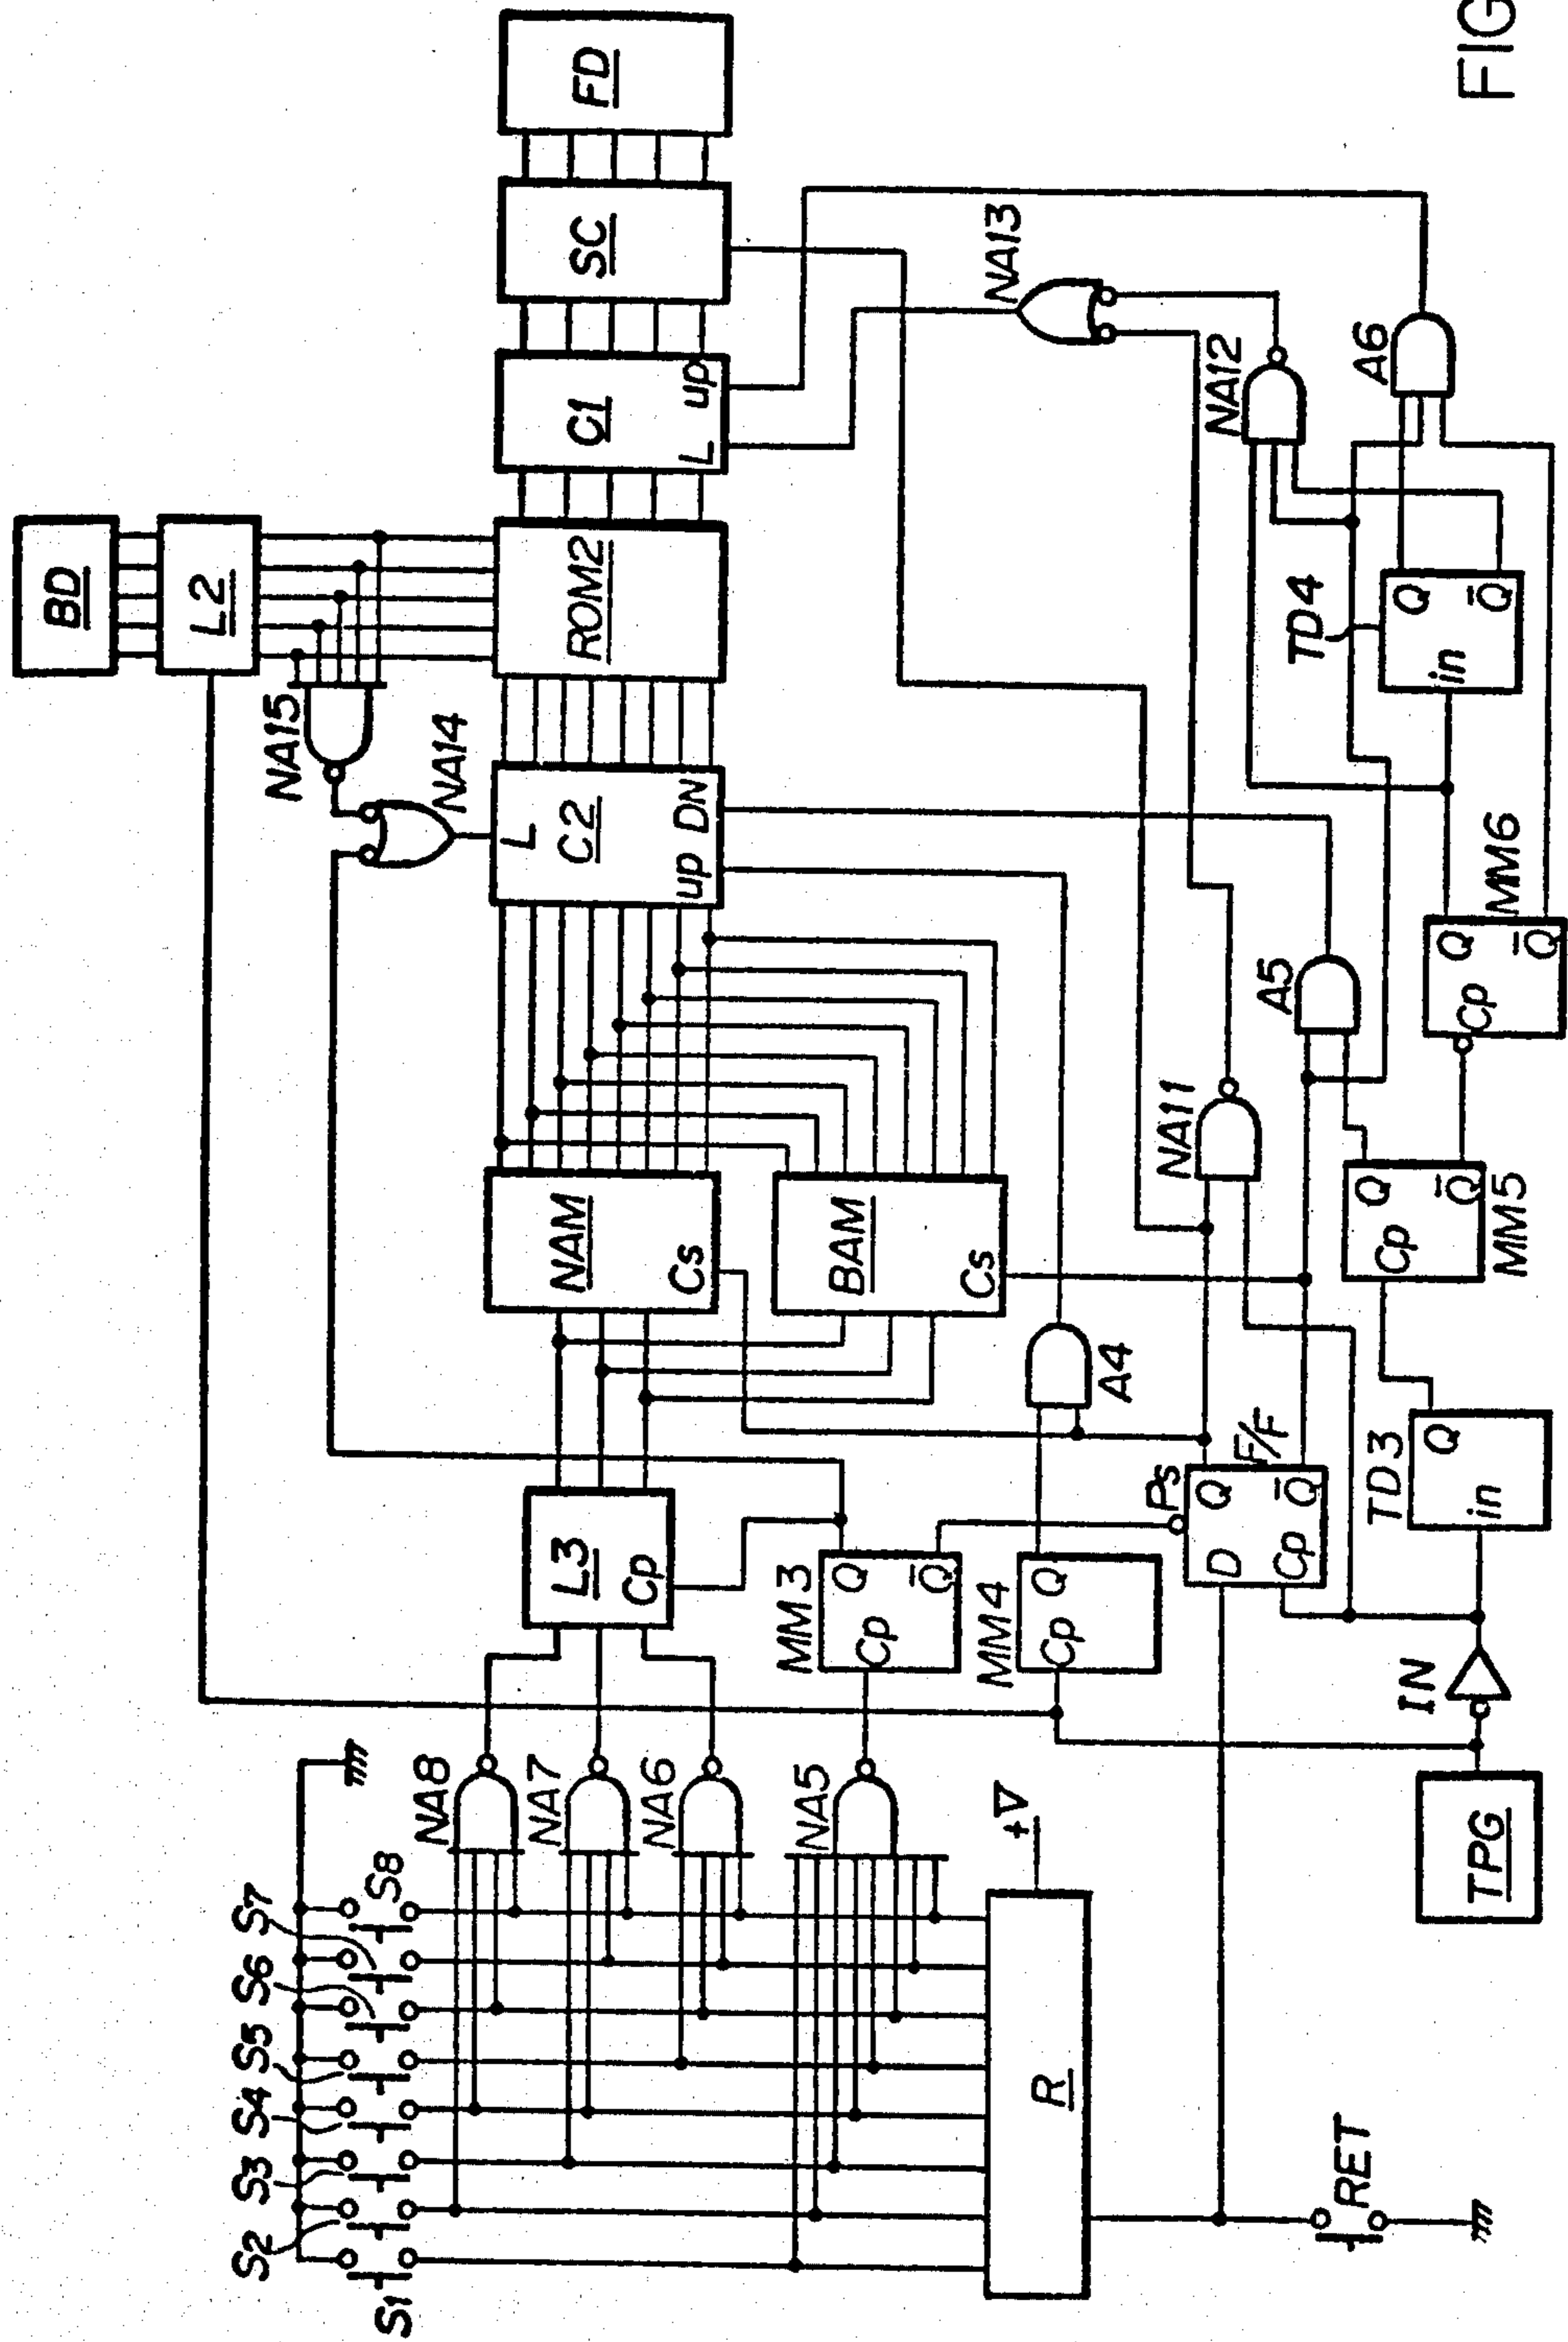 FIG
BD
L2
NA15
NA14
L
C2
up
DN
ROM2
C1
L
up
SC
FD
NA13
NA12
A6
TD4
in
Q
Q̅
MM6
Cp
Q
Q̅
A5
NA11
MM5
Cp
Q
Q̅
NAM
Cs
BAM
Cs
A4
L3
Cp
MM3
Cp
Q
Q̅
MM4
Cp
Q
Ps
F/F
D
Cp
Q
Q̅
TD3
in
Q
IN
TPG
NA8
NA7
NA6
NA5
+V
R
RET
S1
S2
S3
S4
S5
S6
S7
S8